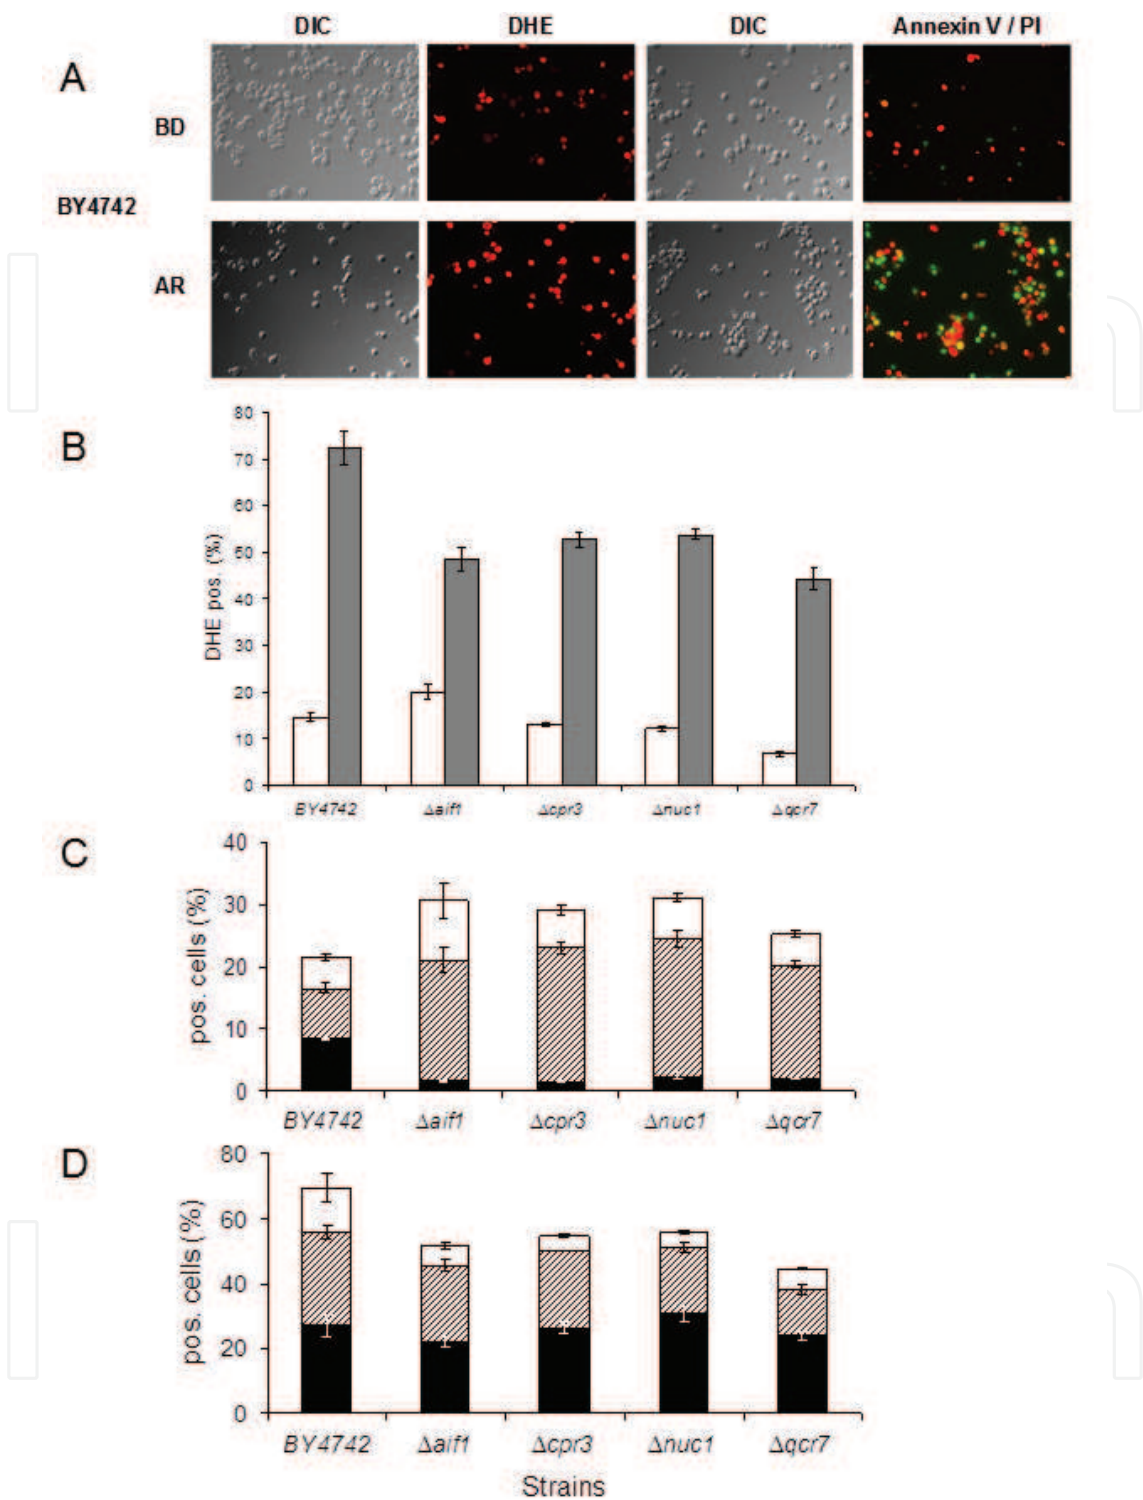 DIC DHE DIC Annexin V / PI
A
BD
BY4742
AR
B
80
70
60
50
40
30
20
10
0
DHE pos. (%)
BY4742 Δaif1 Δcpr3 Δnuc1 Δqcr7
C
40
30
20
10
0
pos. cells (%)
BY4742 Δaif1 Δcpr3 Δnuc1 Δqcr7
D
80
60
40
20
0
pos. cells (%)
BY4742 Δaif1 Δcpr3 Δnuc1 Δqcr7
Strains